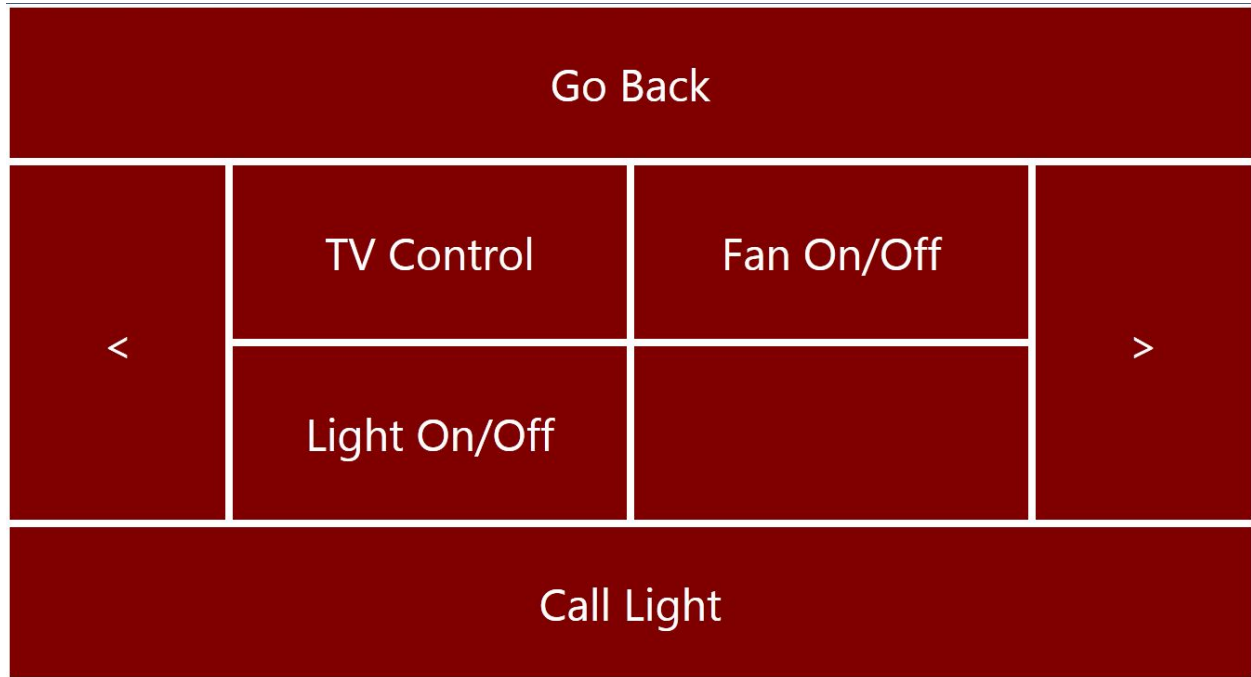 Go Back
TV Control
Fan On/Off
<
>
Light On/Off
Call Light